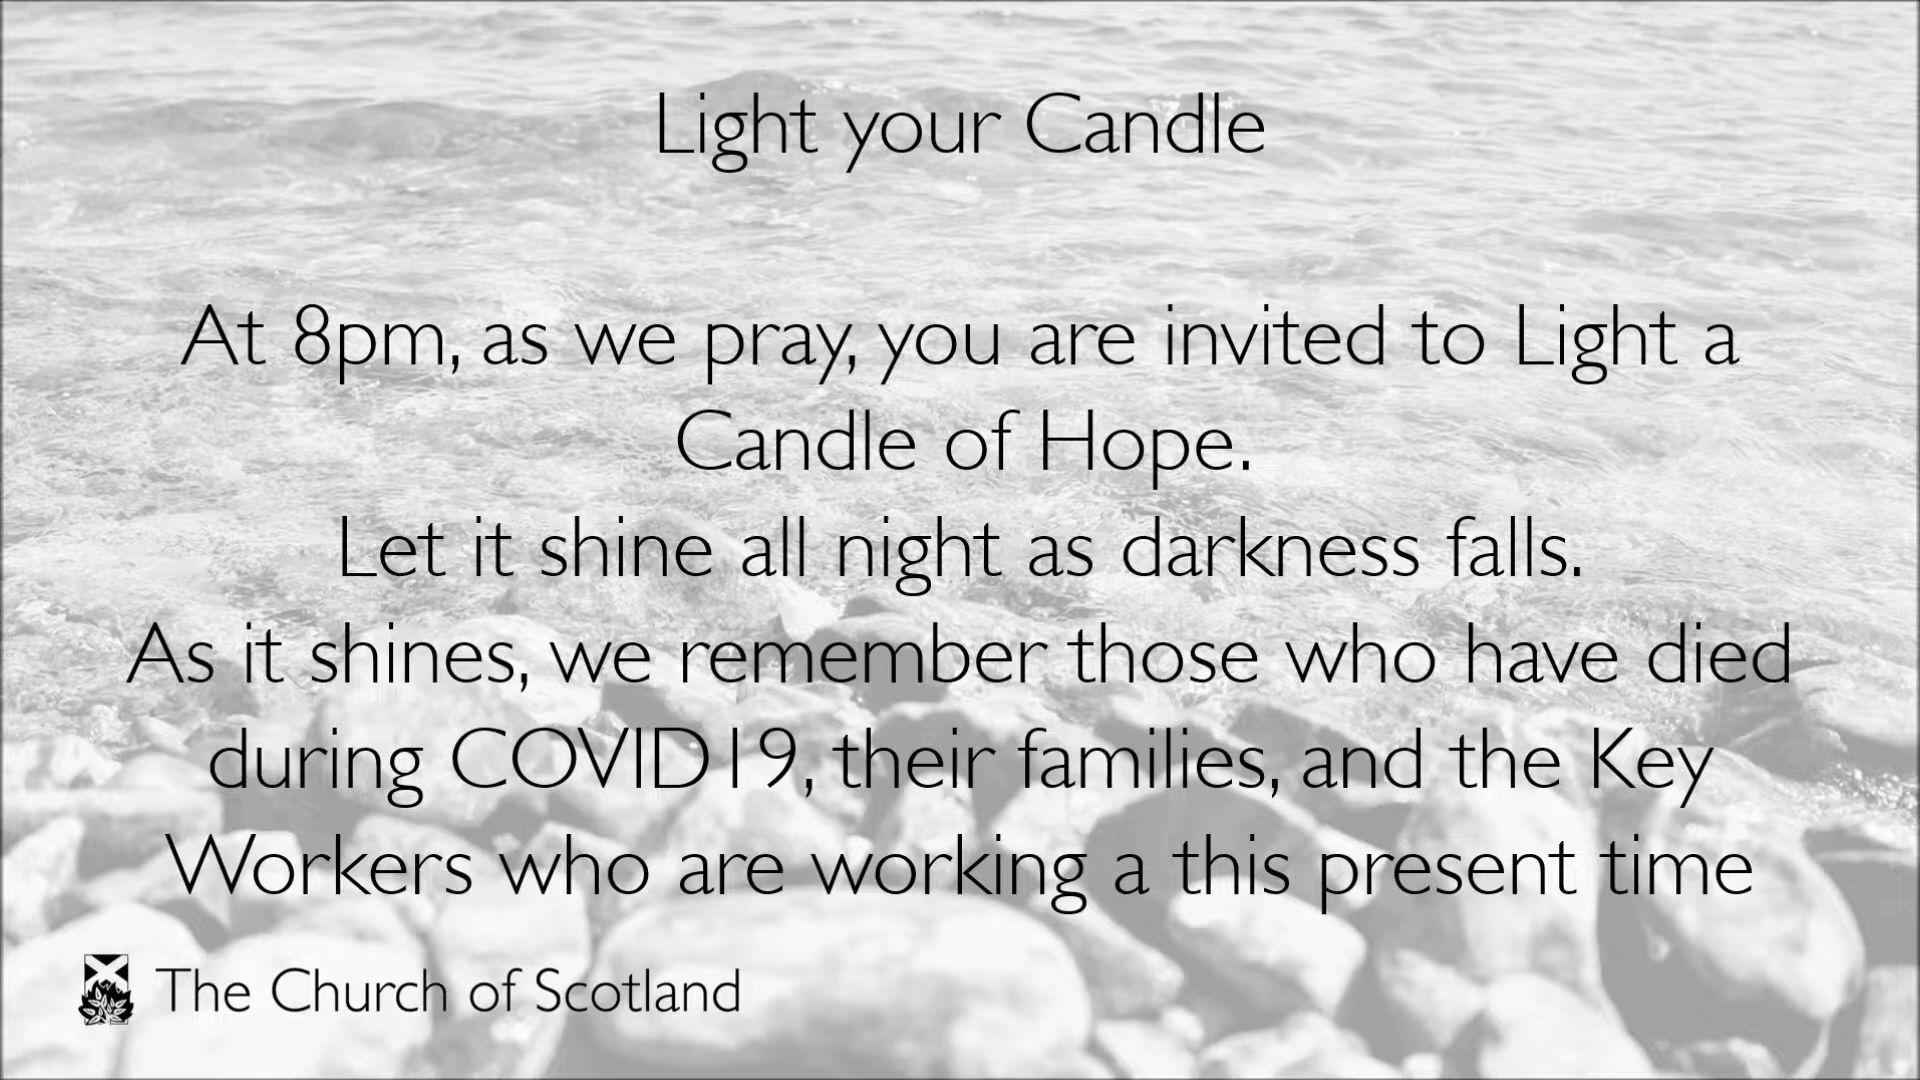 Light your Candle
At 8pm, as we pray, you are invited to Light a
Candle of Hope.
Let it shine all night as darkness falls.
As it shines, we remember those who have died
during COVID19, their families, and the Key
Workers who are working a this present time
The Church of Scotland